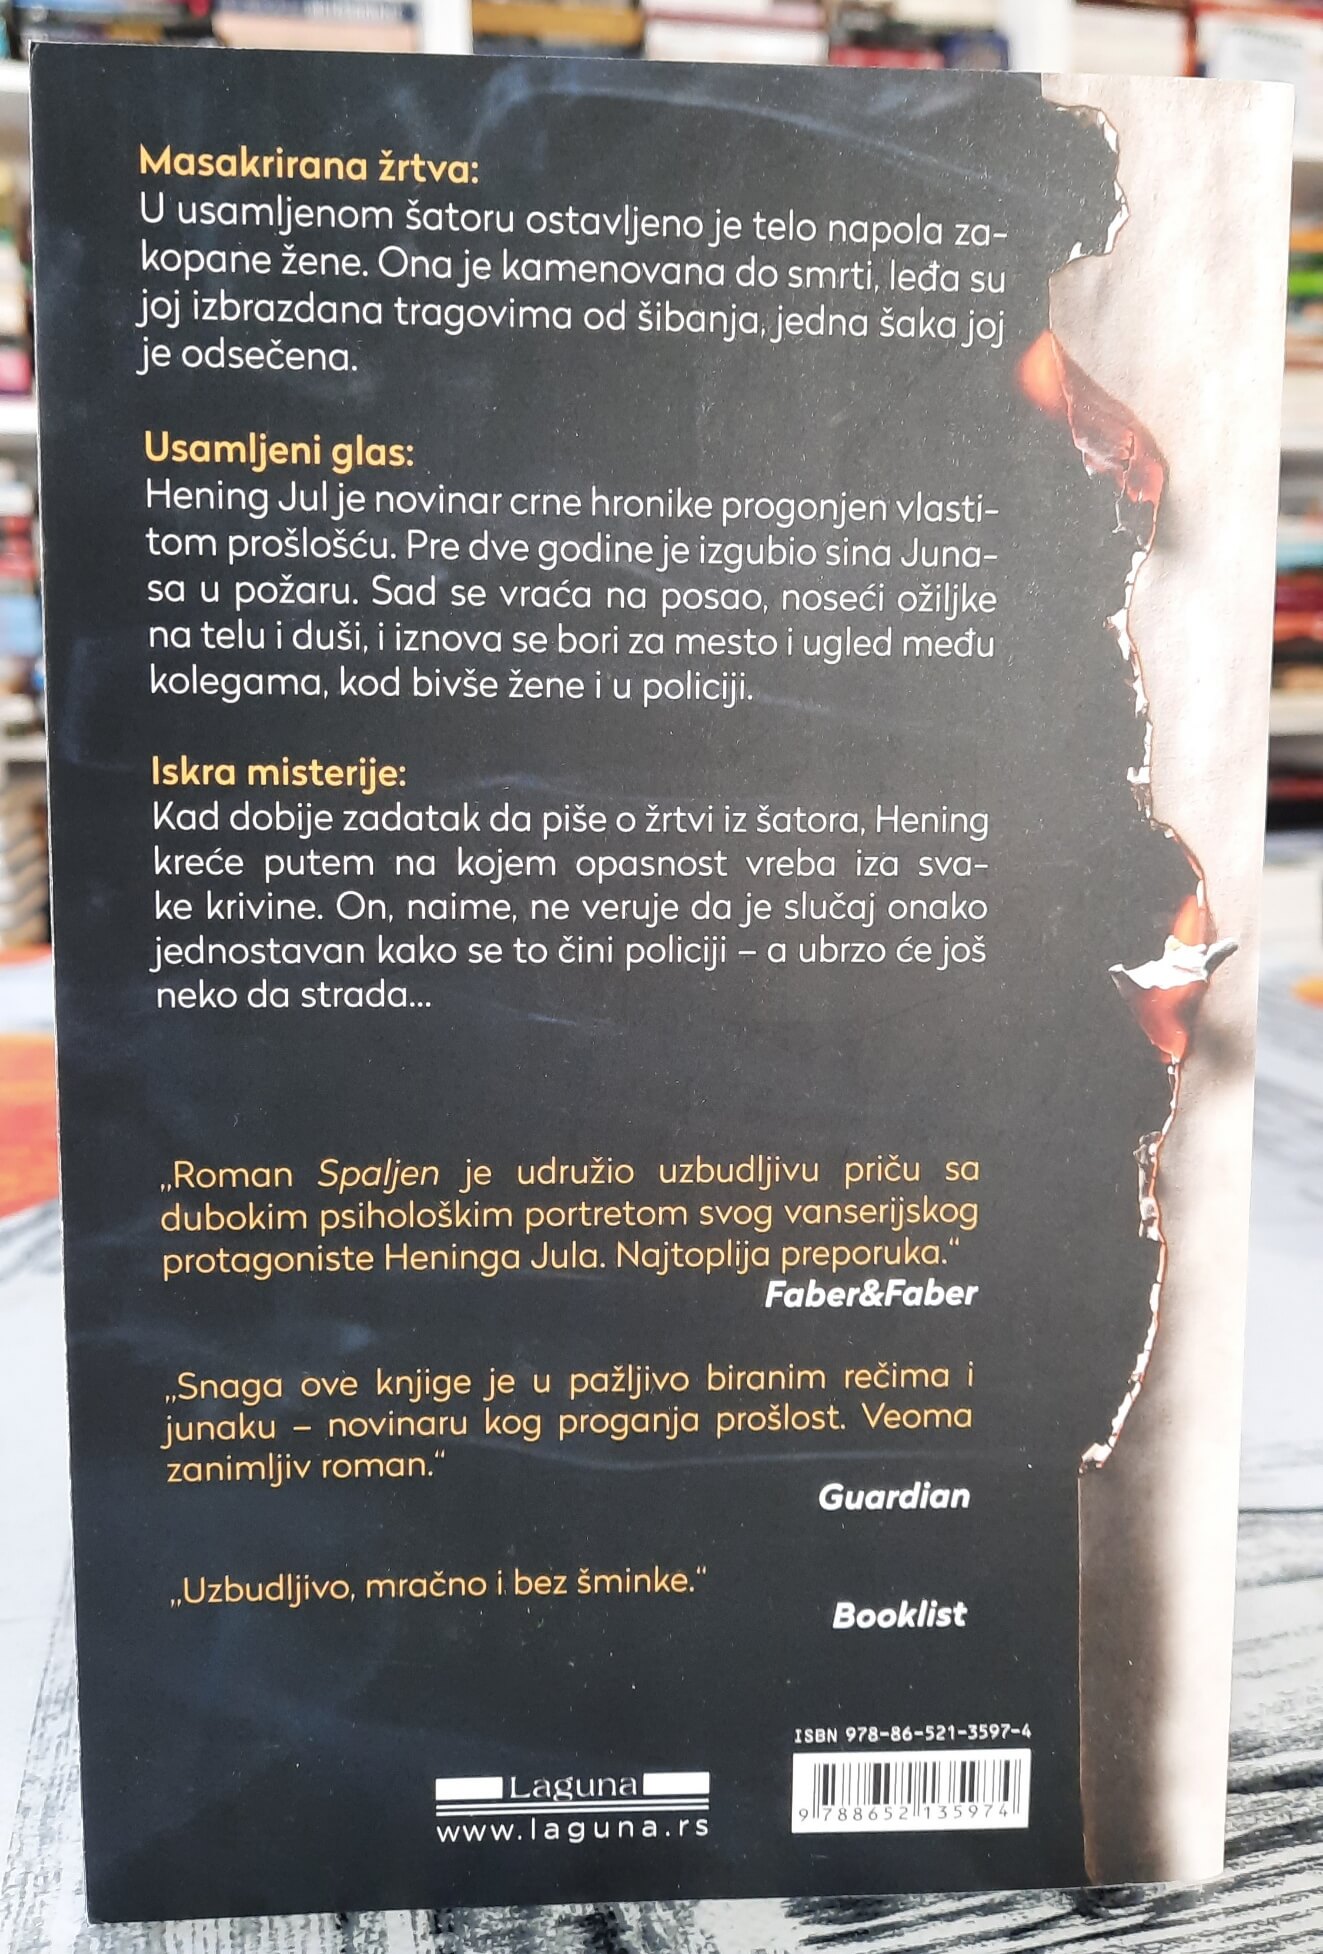 Masakrirana žrtva:
U usamljenom šatoru ostavljeno je telo napola za-
kopane žene. Ona je kamenovana do smrti, leđa su
joj izbrazdana tragovima od šibanja, jedna šaka joj
je odsečena.
Usamljeni glas:
Hening Jul je novinar crne hronike progonjen vlasti-
tom prošlošću. Pre dve godine je izgubio sina Juna-
sa u požaru. Sad se vraća na posao, noseći ožiljke
na telu i duši, i iznova se bori za mesto i ugled među
kolegama, kod bivše žene i u policiji.
Iskra misterije:
Kad dobije zadatak da piše o žrtvi iz šatora, Hening
kreće putem na kojem opasnost vreba iza sva-
ke krivine. On, naime, ne veruje da je slučaj onako
jednostavan kako se to čini policiji – a ubrzo će još
neko da strada...
„Roman Spaljen je udružio uzbudljivu priču sa
dubokim psihološkim portretom svog vanserijskog
protagoniste Heninga Jula. Najtoplija preporuka.“
Faber&Faber
„Snaga ove knjige je u pažljivo biranim rečima i
junaku – novinaru kog proganja prošlost. Veoma
zanimljiv roman.“
Guardian
„Uzbudljivo, mračno i bez šminke.“
Booklist
ISBN 978-86-521-3597-4
9 788652 135974
Laguna
www.laguna.rs